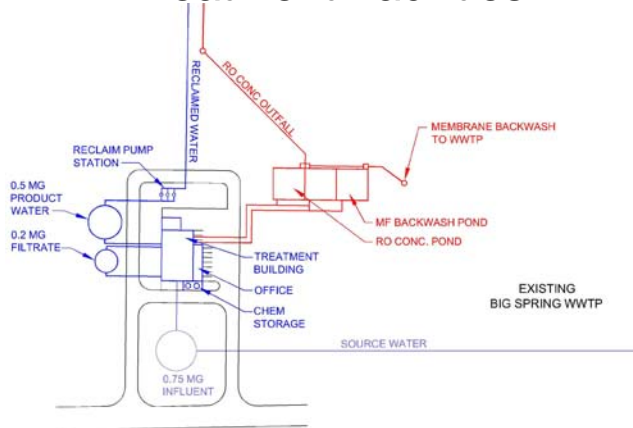 RECLAIMED WATER
RO CONC OUTFALL
MEMBRANE BACKWASH
TO WWTP
RECLAIM PUMP
STATION
0.5 MG
PRODUCT
WATER
0.2 MG
FILTRATE
MF BACKWASH POND
RO CONC. POND
TREATMENT
BUILDING
OFFICE
CHEM
STORAGE
EXISTING
BIG SPRING WWTP
SOURCE WATER
0.75 MG
INFLUENT